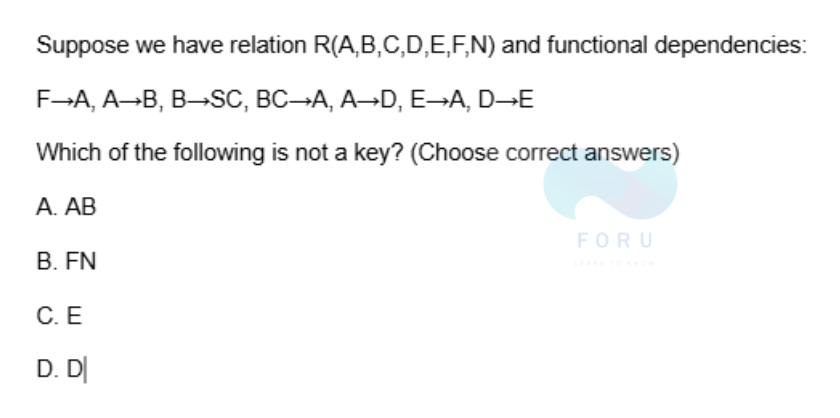 Suppose we have relation R(A,B,C,D,E,F,N) and functional dependencies:
F→A, A→B, B→SC, BC→A, A→D, E→A, D→E
Which of the following is not a key? (Choose correct answers)
A. AB
FORU
B. FN
C. E
D. D